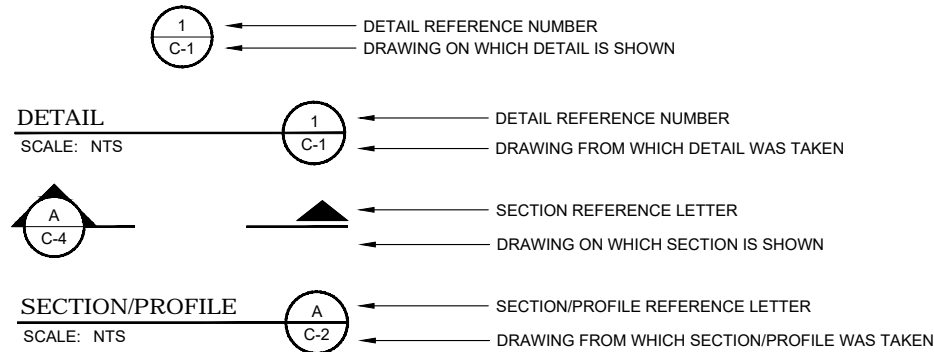 1 DETAIL REFERENCE NUMBER
C-1 DRAWING ON WHICH DETAIL IS SHOWN
DETAIL 1 DETAIL REFERENCE NUMBER
SCALE: NTS C-1 DRAWING FROM WHICH DETAIL WAS TAKEN
A SECTION REFERENCE LETTER
C-4 DRAWING ON WHICH SECTION IS SHOWN
SECTION/PROFILE A SECTION/PROFILE REFERENCE LETTER
SCALE: NTS C-2 DRAWING FROM WHICH SECTION/PROFILE WAS TAKEN